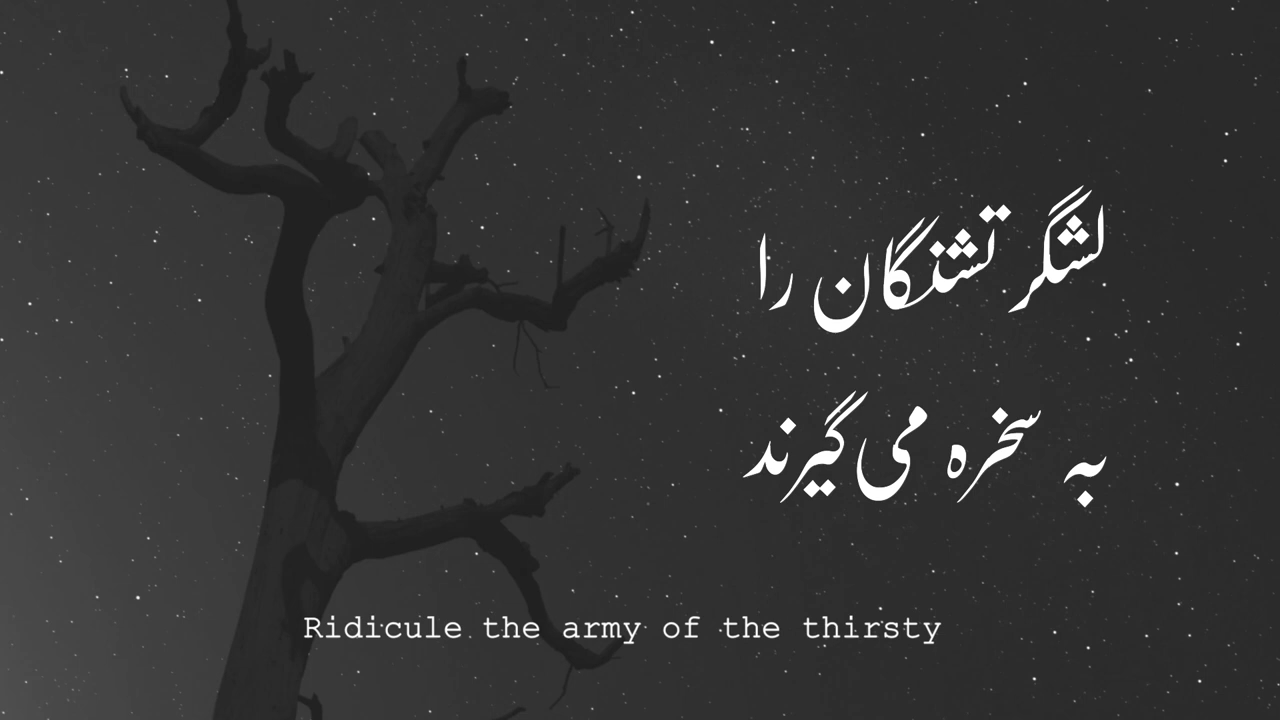 لشگر تشنگان را
به سخره می گیرند
Ridicule the army of the thirsty